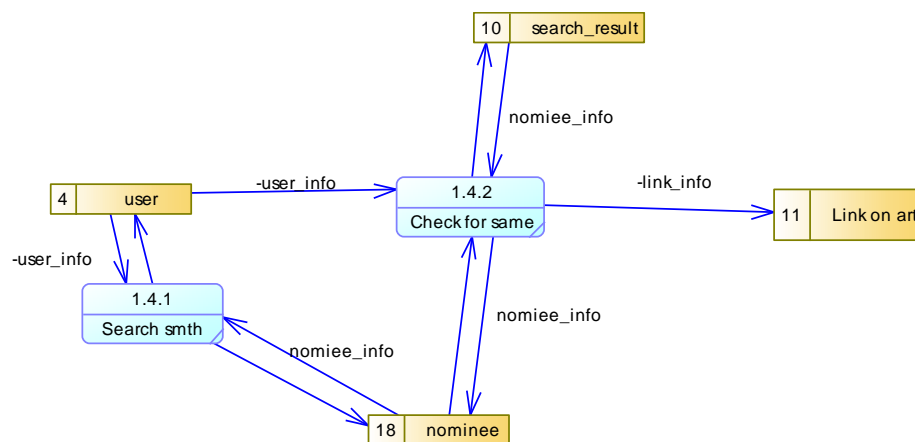 10 search_result
nomiee_info
-user_info
-link_info
4 user
1.4.2
Check for same
11 Link on art
-user_info
1.4.1
Search smth
nomiee_info
nomiee_info
18 nominee